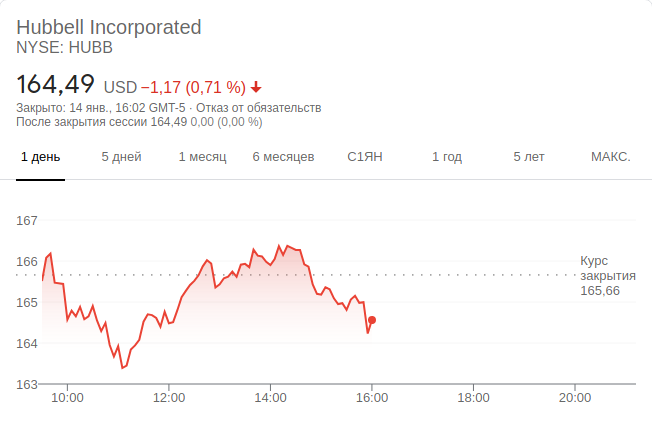 Hubbell Incorporated
NYSE: HUBB
164,49 USD −1,17 (0,71 %)
Закрыто: 14 янв., 16:02 GMT-5 · Отказ от обязательств
После закрытия сессии 164,49 0,00 (0,00 %)
1 день 5 дней 1 месяц 6 месяцев С1ЯН 1 год 5 лет МАКС.
167
166
165
164
163
Курс
закрытия
165,66
10:00 12:00 14:00 16:00 18:00 20:00